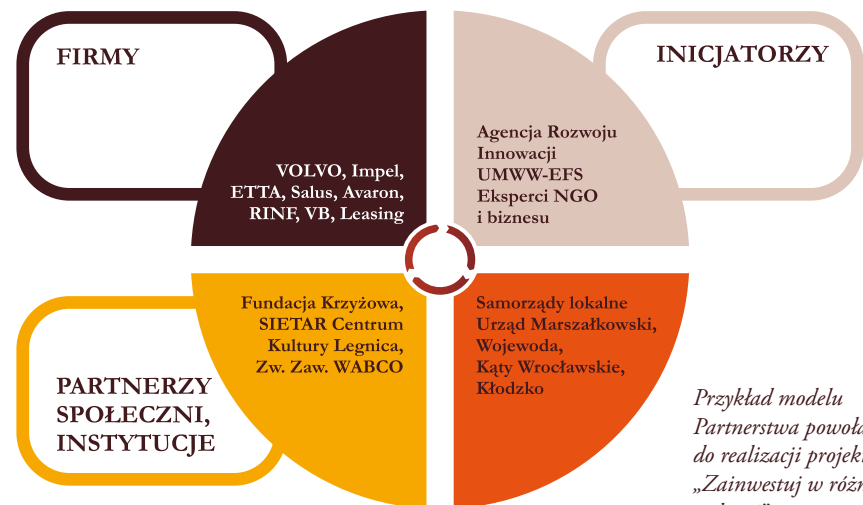 FIRMY
VOLVO, Impel,
ETTA, Salus, Avaron,
RINF, VB, Leasing
INICJATORZY
Agencja Rozwoju
Innowacji
UMWW-EFS
Eksperci NGO
i biznesu
PARTNERZY
SPOŁECZNI,
INSTYTUCJE
Fundacja Krzyżowa,
SIETAR Centrum
Kultury Legnica,
Zw. Zaw. WABCO
Samorządy lokalne
Urząd Marszałkowski,
Wojewoda,
Kąty Wrocławskie,
Kłodzko
Przykład modelu
Partnerstwa
do realizacji
„Zainwestuj w